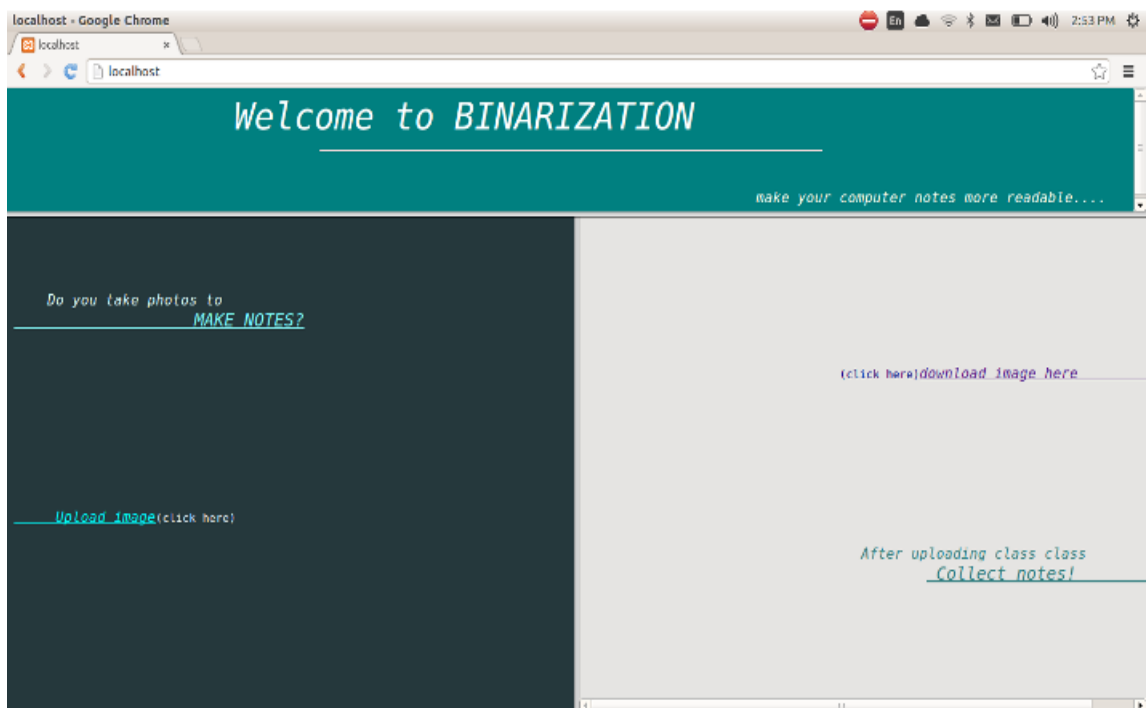 localhost - Google Chrome
En 2:53 PM
localhost
localhost
Welcome to BINARIZATION
make your computer notes more readable....
Do you take photos to
MAKE NOTES?
Upload image(click here)
(click here)download image here
After uploading class class
Collect notes!